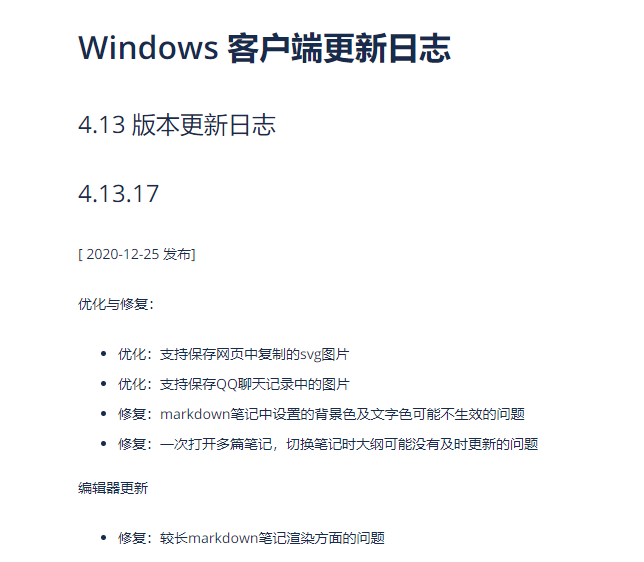 Windows 客户端更新日志
4.13 版本更新日志
4.13.17
[ 2020-12-25 发布]
优化与修复：
优化：支持保存网页中复制的svg图片
优化：支持保存QQ聊天记录中的图片
修复：markdown笔记中设置的背景色及文字色可能不生效的问题
修复：一次打开多篇笔记，切换笔记时大纲可能没有及时更新的问题
编辑器更新
修复：较长markdown笔记渲染方面的问题